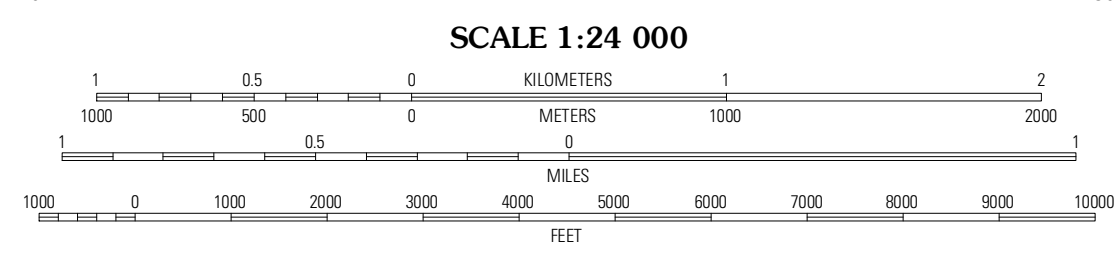 SCALE 1:24 000
1 0.5 0 KILOMETERS 1 2
1000 500 0 METERS 1000 2000
1 0.5 0 1
MILES
1000 0 1000 2000 3000 4000 5000 6000 7000 8000 9000 10000
FEET